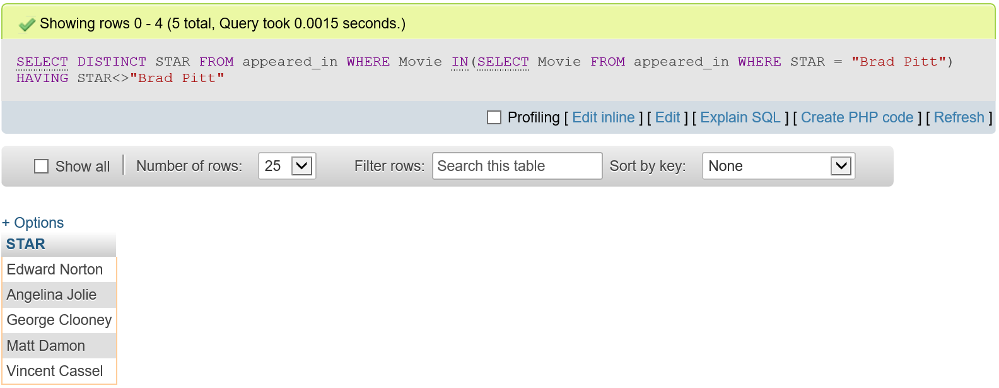 Showing rows 0 - 4 (5 total, Query took 0.0015 seconds.)
SELECT DISTINCT STAR FROM appeared_in WHERE Movie IN(SELECT Movie FROM appeared_in WHERE STAR = "Brad Pitt")
HAVING STAR<>"Brad Pitt"
Profiling [ Edit inline ] [ Edit ] [ Explain SQL ] [ Create PHP code ] [ Refresh ]
Show all Number of rows: 25 Filter rows: Search this table Sort by key: None
+ Options
STAR
Edward Norton
Angelina Jolie
George Clooney
Matt Damon
Vincent Cassel